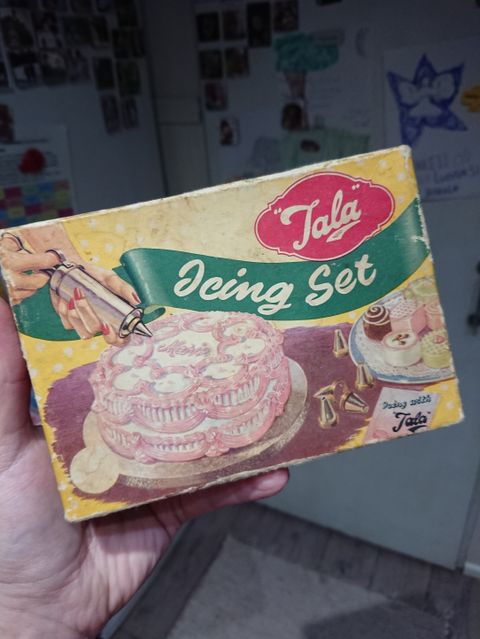 "Tala"
Icing Set
Icing with
"Tala"